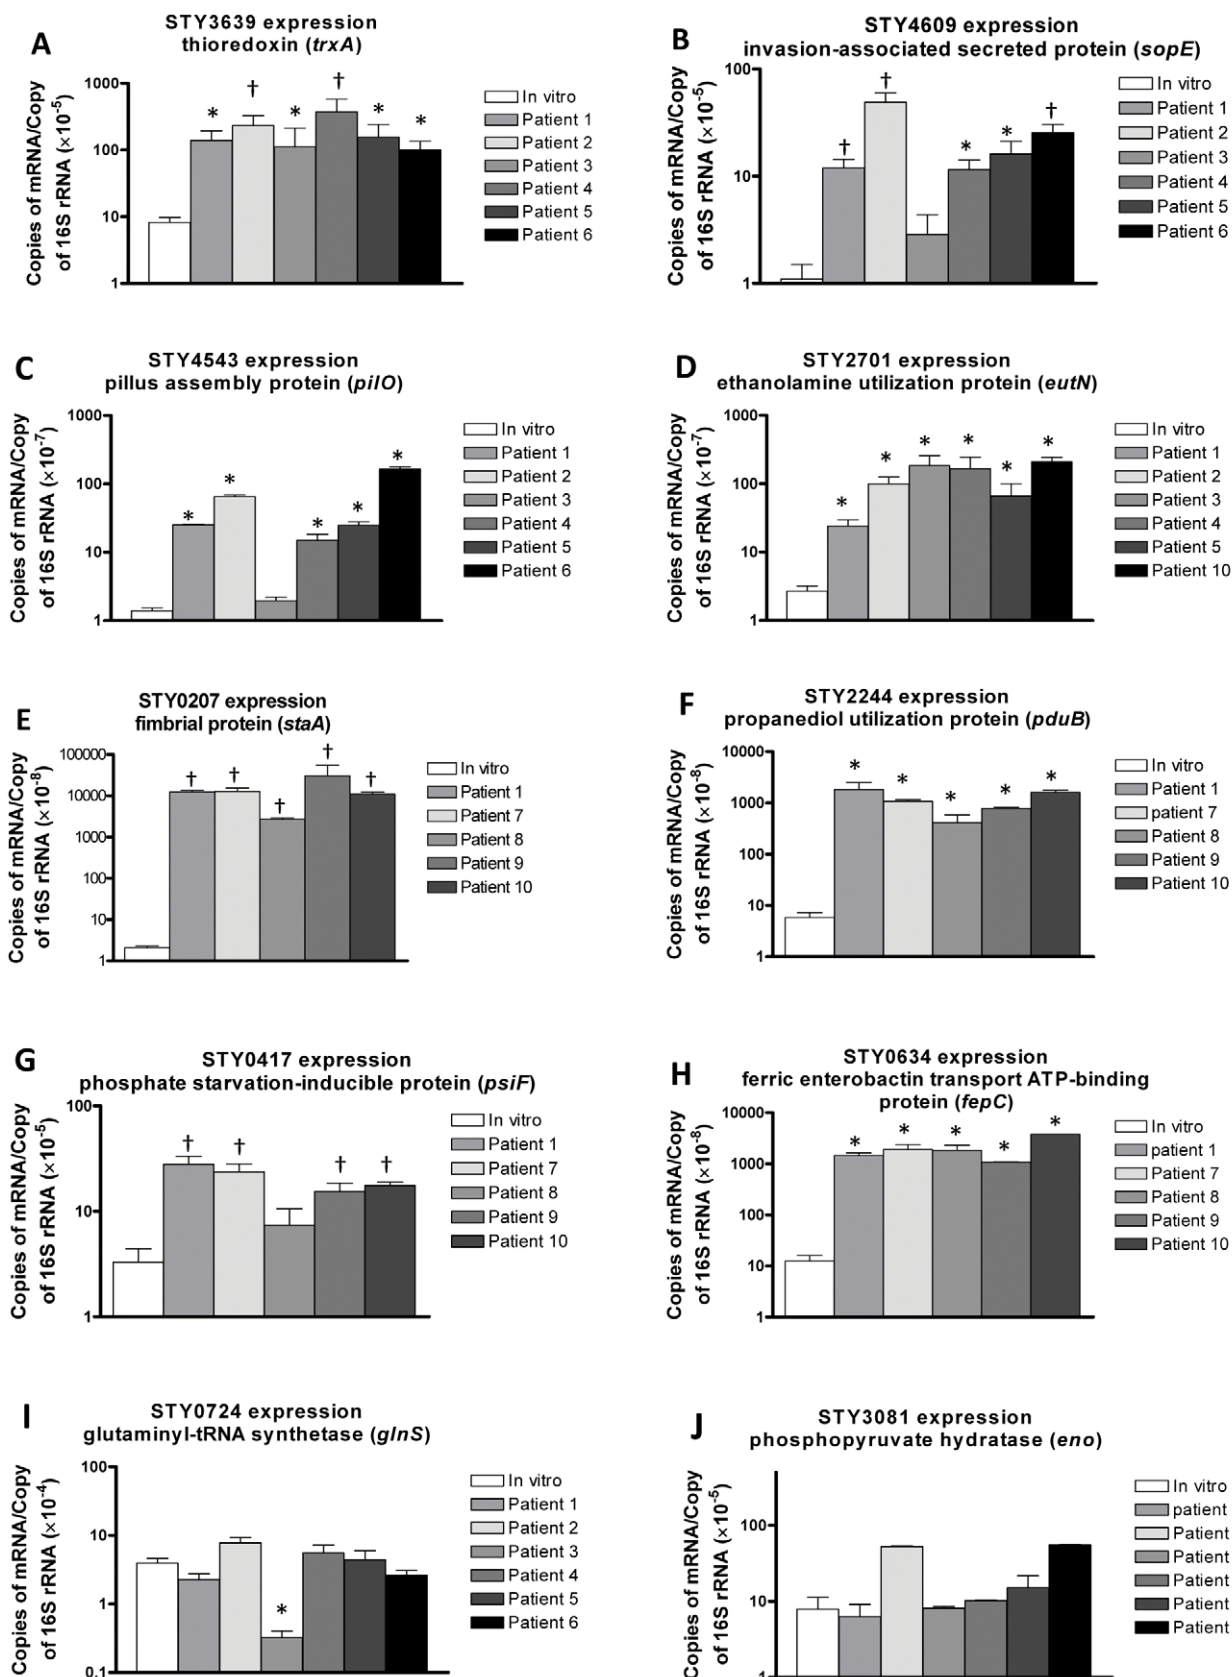 A
STY3639 expression
thioredoxin (trxA)
Copies of mRNA/Copy
of 16S rRNA (×10-5)
1000
100
10
1
*
†
*
†
*
*
In vitro
Patient 1
Patient 2
Patient 3
Patient 4
Patient 5
Patient 6
B
STY4609 expression
invasion-associated secreted protein (sopE)
Copies of mRNA/Copy
of 16S rRNA (×10-5)
100
10
1
†
†
*
*
†
In vitro
Patient 1
Patient 2
Patient 3
Patient 4
Patient 5
Patient 6
C
STY4543 expression
pillus assembly protein (pilO)
Copies of mRNA/Copy
of 16S rRNA (×10-7)
1000
100
10
1
*
*
*
*
*
In vitro
Patient 1
Patient 2
Patient 3
Patient 4
Patient 5
Patient 6
D
STY2701 expression
ethanolamine utilization protein (eutN)
Copies of mRNA/Copy
of 16S rRNA (×10-7)
1000
100
10
1
*
*
*
*
*
*
In vitro
Patient 1
Patient 2
Patient 3
Patient 4
Patient 5
Patient 10
E
STY0207 expression
fimbrial protein (staA)
Copies of mRNA/Copy
of 16S rRNA (×10-8)
100000
10000
1000
100
10
1
†
†
†
†
†
In vitro
Patient 1
Patient 7
Patient 8
Patient 9
Patient 10
F
STY2244 expression
propanediol utilization protein (pduB)
Copies of mRNA/Copy
of 16S rRNA (×10-8)
10000
1000
100
10
1
*
*
*
*
*
In vitro
Patient 1
patient 7
Patient 8
Patient 9
Patient 10
G
STY0417 expression
phosphate starvation-inducible protein (psiF)
Copies of mRNA/Copy
of 16S rRNA (×10-5)
100
10
1
†
†
†
†
In vitro
Patient 1
Patient 7
Patient 8
Patient 9
Patient 10
H
STY0634 expression
ferric enterobactin transport ATP-binding
protein (fepC)
Copies of mRNA/Copy
of 16S rRNA (×10-8)
10000
1000
100
10
1
*
*
*
*
*
In vitro
patient 1
Patient 7
Patient 8
Patient 9
Patient 10
I
STY0724 expression
glutaminyl-tRNA synthetase (glnS)
Copies of mRNA/Copy
of 16S rRNA (×10-4)
100
10
1
0.1
*
In vitro
Patient 1
Patient 2
Patient 3
Patient 4
Patient 5
Patient 6
J
STY3081 expression
phosphopyruvate hydratase (eno)
Copies of mRNA/Copy
of 16S rRNA (×10-5)
100
10
1
In vitro
patient
Patient
Patient
Patient
Patient
Patient